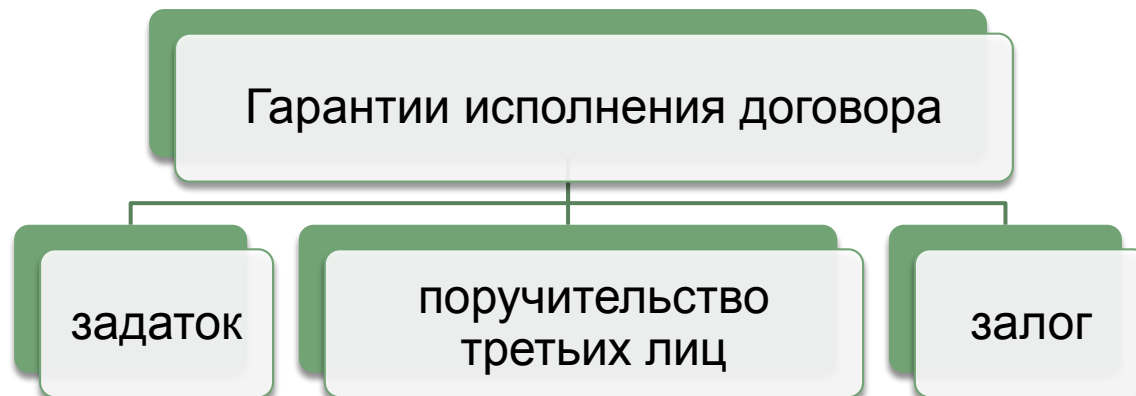 Гарантии исполнения договора
задаток
поручительство
третьих лиц
залог